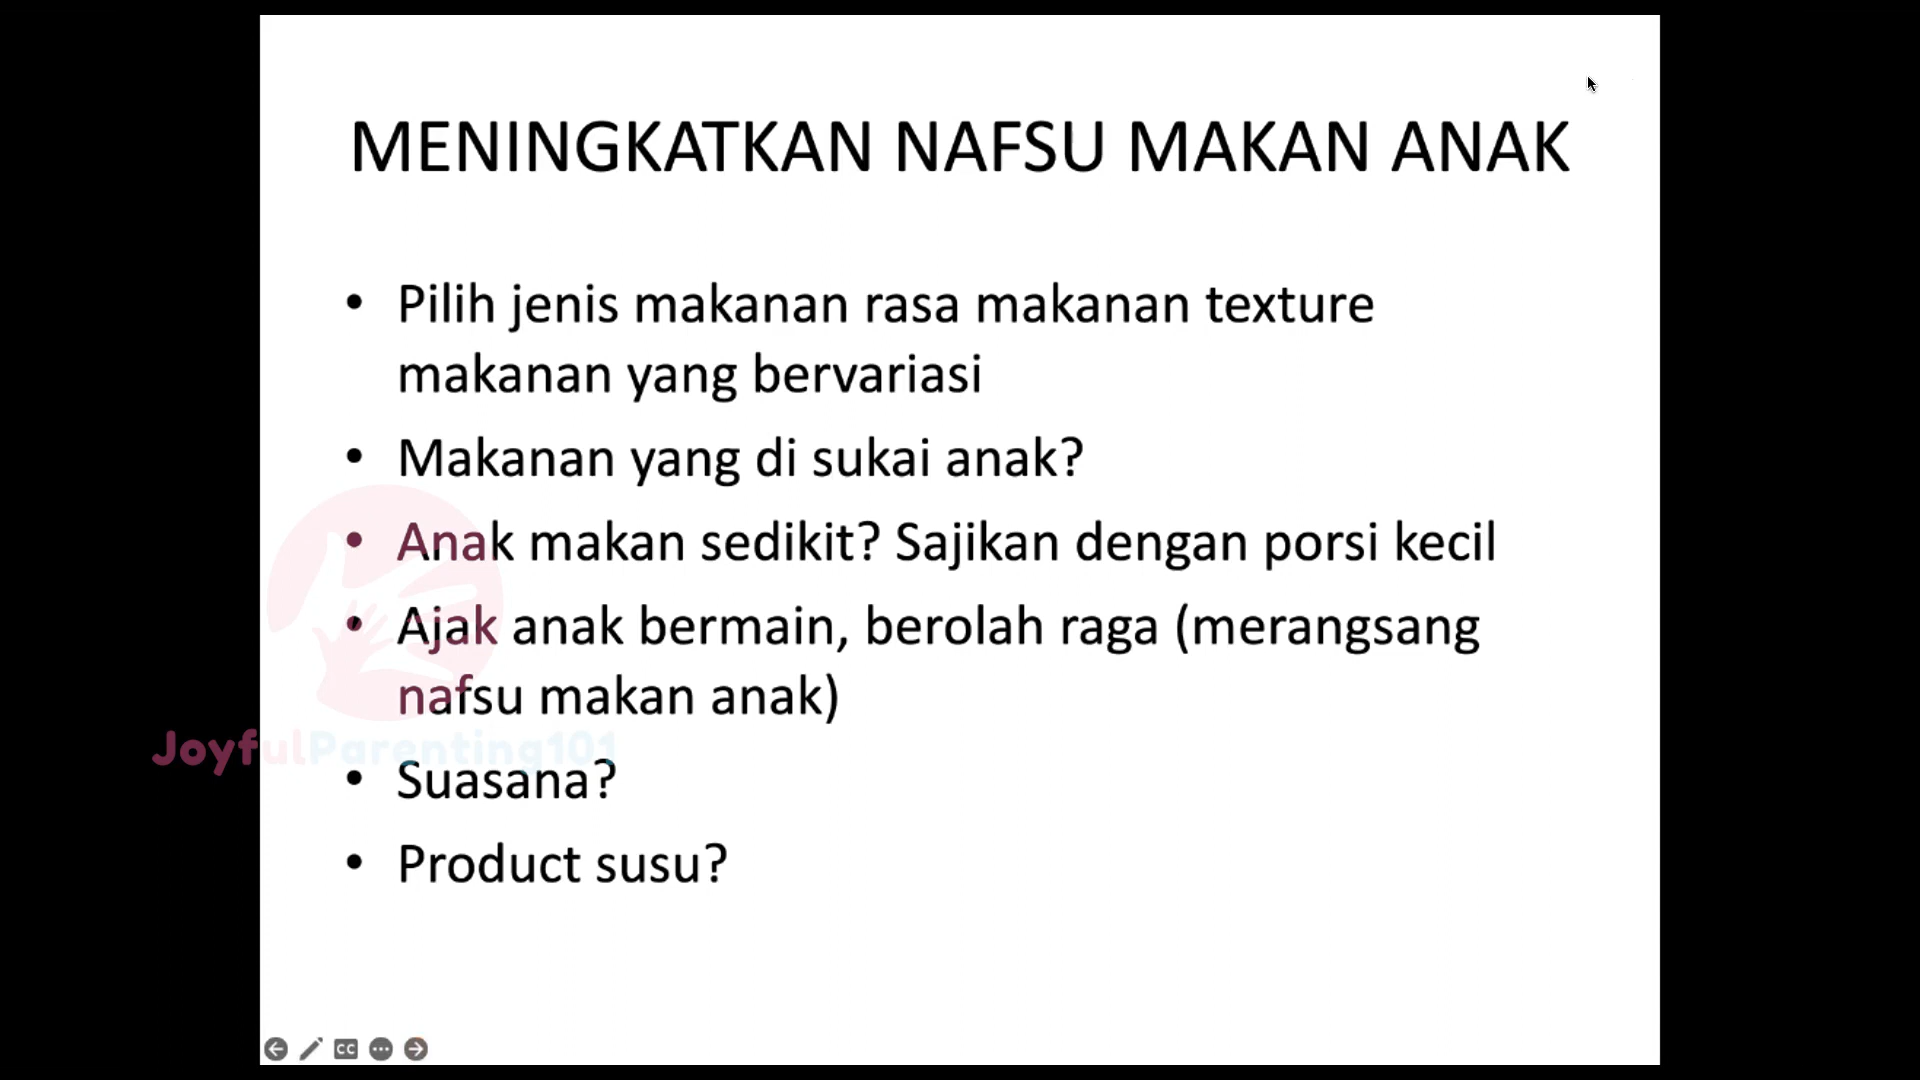 MENINGKATKAN NAFSU MAKAN ANAK
• Pilih jenis makanan rasa makanan texture
makanan yang bervariasi
• Makanan yang di sukai anak?
• Anak makan sedikit? Sajikan dengan porsi kecil
• Ajak anak bermain, berolah raga (merangsang
nafsu makan anak)
JoyfulParenting101
• Suasana?
• Product susu?
CC